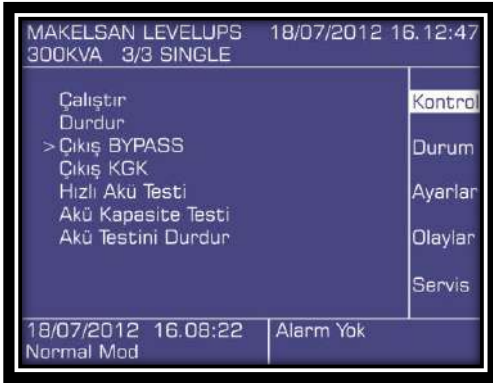 MAKELSAN LEVELUPS 18/07/2012 16.12:47
300KVA 3/3 SINGLE
Çalıştır
Durdur
>Çıkış BYPASS
Çıkış KGK
Hızlı Akü Testi
Akü Kapasite Testi
Akü Testini Durdur
Kontrol
Durum
Ayarlar
Olaylar
Servis
18/07/2012 16.08:22 Alarm Yok
Normal Mod